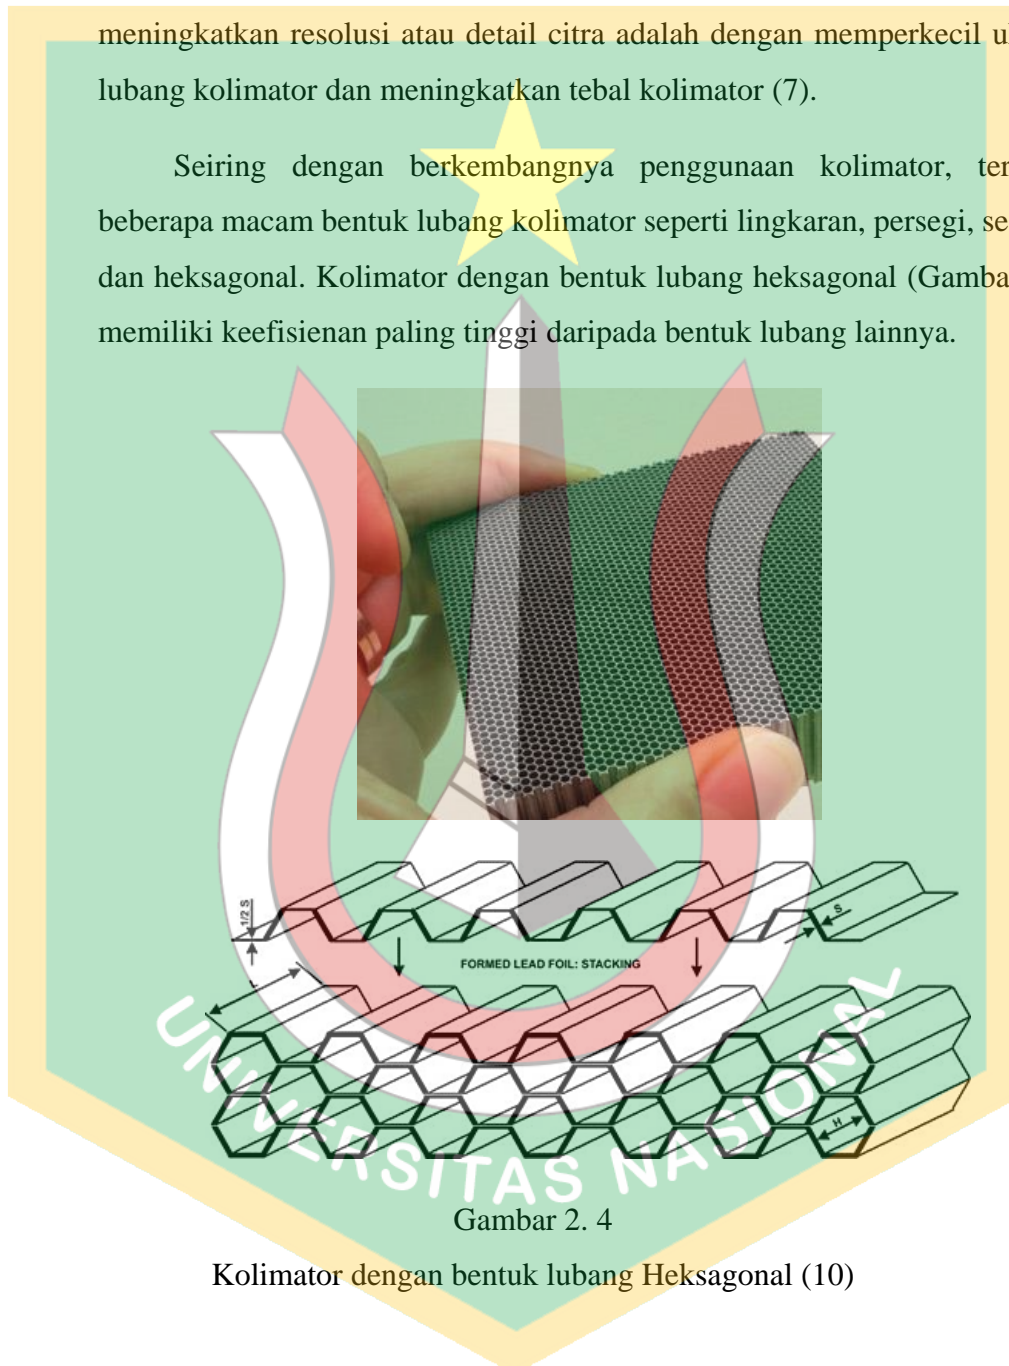 meningkatkan resolusi atau detail citra adalah dengan memperkecil
lubang kolimator dan meningkatkan tebal kolimator (7).
Seiring dengan berkembangnya penggunaan kolimator,
beberapa macam bentuk lubang kolimator seperti lingkaran, persegi,
dan heksagonal. Kolimator dengan bentuk lubang heksagonal (Gamba
memiliki keefisienan paling tinggi daripada bentuk lubang lainnya.
1/2 S
S
FORMED LEAD FOIL: STACKING
L
H
UNIVERSITAS NASIONAL
Gambar 2. 4
Kolimator dengan bentuk lubang Heksagonal (10)